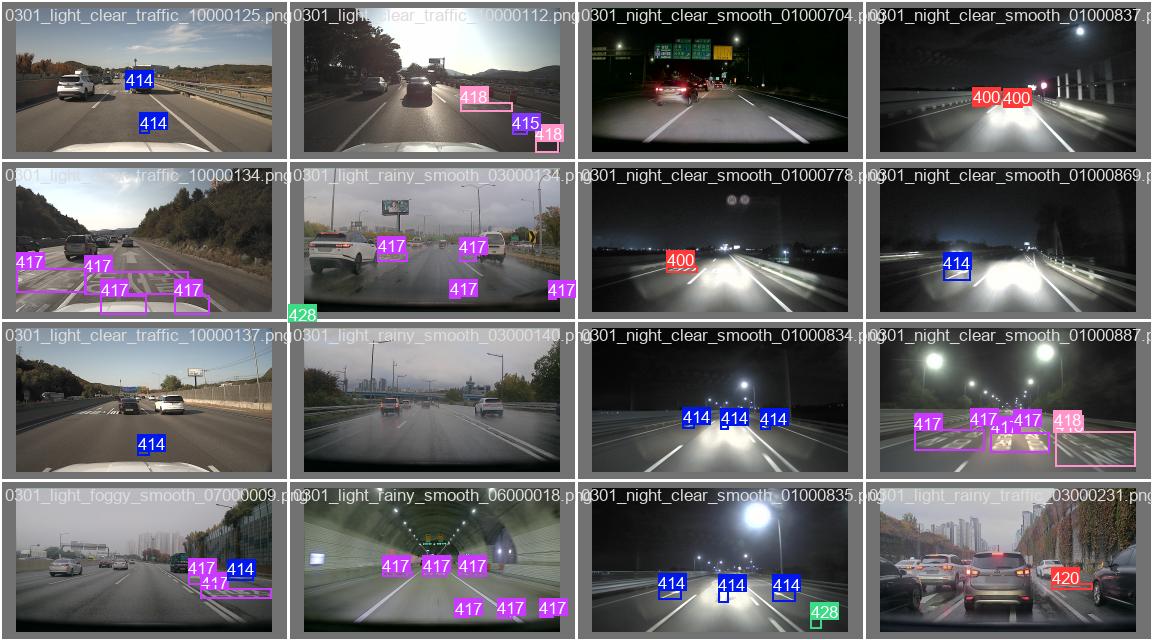 0301_light_clear_traffic_10000125.png
414
414
0301_light_clear_traffic_10000112.png
418
415
418
0301_night_clear_smooth_01000704.png
0301_night_clear_smooth_01000837.png
400 400
0301_light_clear_traffic_10000134.png
417
417
417
417
0301_light_rainy_smooth_03000134.png
417
417
417
417
428
0301_night_clear_smooth_01000778.png
400
0301_night_clear_smooth_01000869.png
414
0301_light_clear_traffic_10000137.png
414
0301_light_rainy_smooth_03000140.png
0301_night_clear_smooth_01000834.png
414 414 414
0301_night_clear_smooth_01000887.png
417
417
417
418
0301_light_foggy_smooth_07000009.png
417
414
417
0301_light_rainy_smooth_06000018.png
417 417 417
417 417 417
0301_night_clear_smooth_01000835.png
414 414 414
428
0301_night_rainy_traffic_03000231.png
420